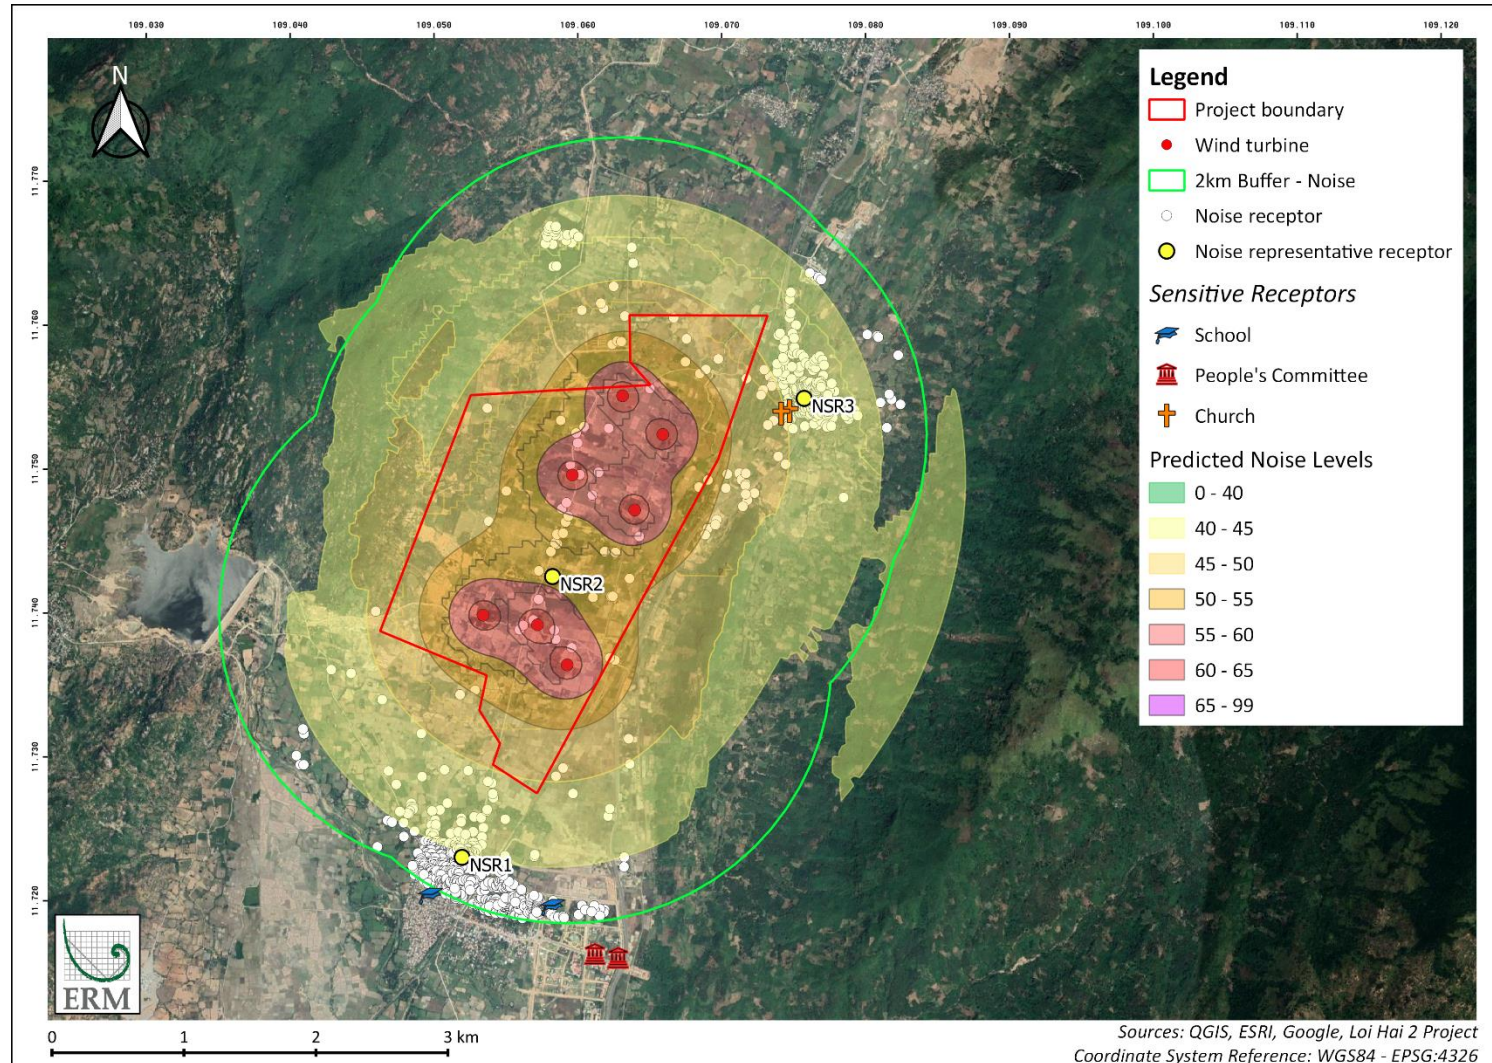 109.030 109.040 109.050 109.060 109.070 109.080 109.090 109.100 109.110 109.120
N
11.770
11.760
11.750
11.740
11.730
11.720
NSR3
NSR2
NSR1
Legend
Project boundary
Wind turbine
2km Buffer - Noise
Noise receptor
Noise representative receptor
Sensitive Receptors
School
People's Committee
Church
Predicted Noise Levels
0 - 40
40 - 45
45 - 50
50 - 55
55 - 60
60 - 65
65 - 99
ERM
0 1 2 3 km
Sources: QGIS, ESRI, Google, Loi Hai 2 Project
Coordinate System Reference: WGS84 - EPSG:4326